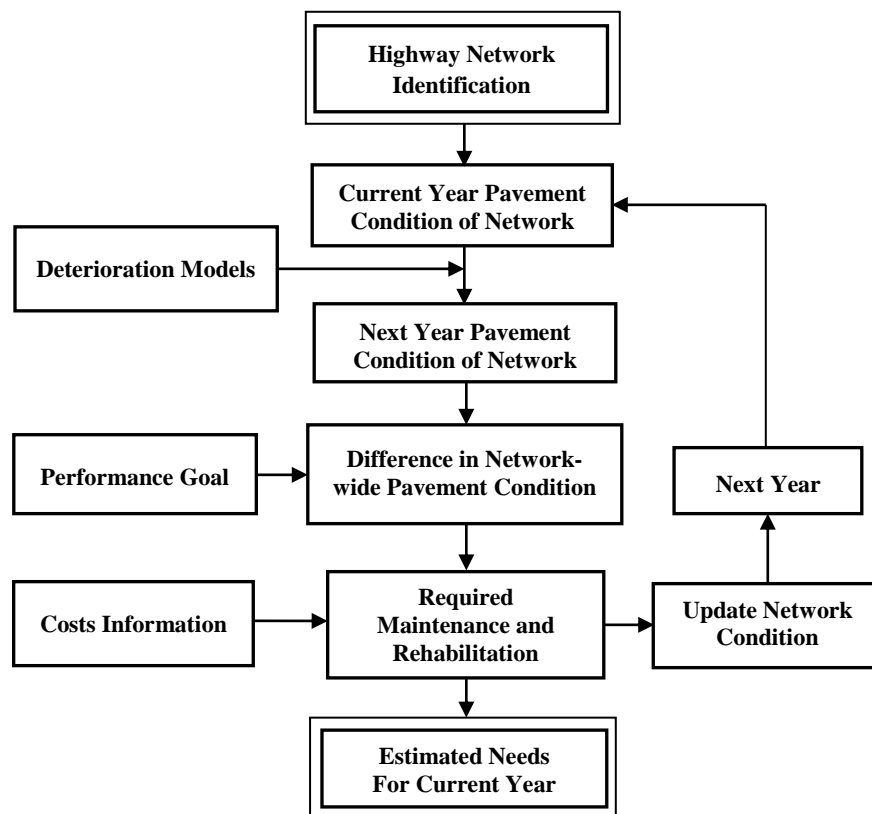 Highway Network
Identification
Current Year Pavement
Condition of Network
Deterioration Models
Next Year Pavement
Condition of Network
Performance Goal
Difference in Network-
wide Pavement Condition
Next Year
Costs Information
Required
Maintenance and
Rehabilitation
Update Network
Condition
Estimated Needs
For Current Year